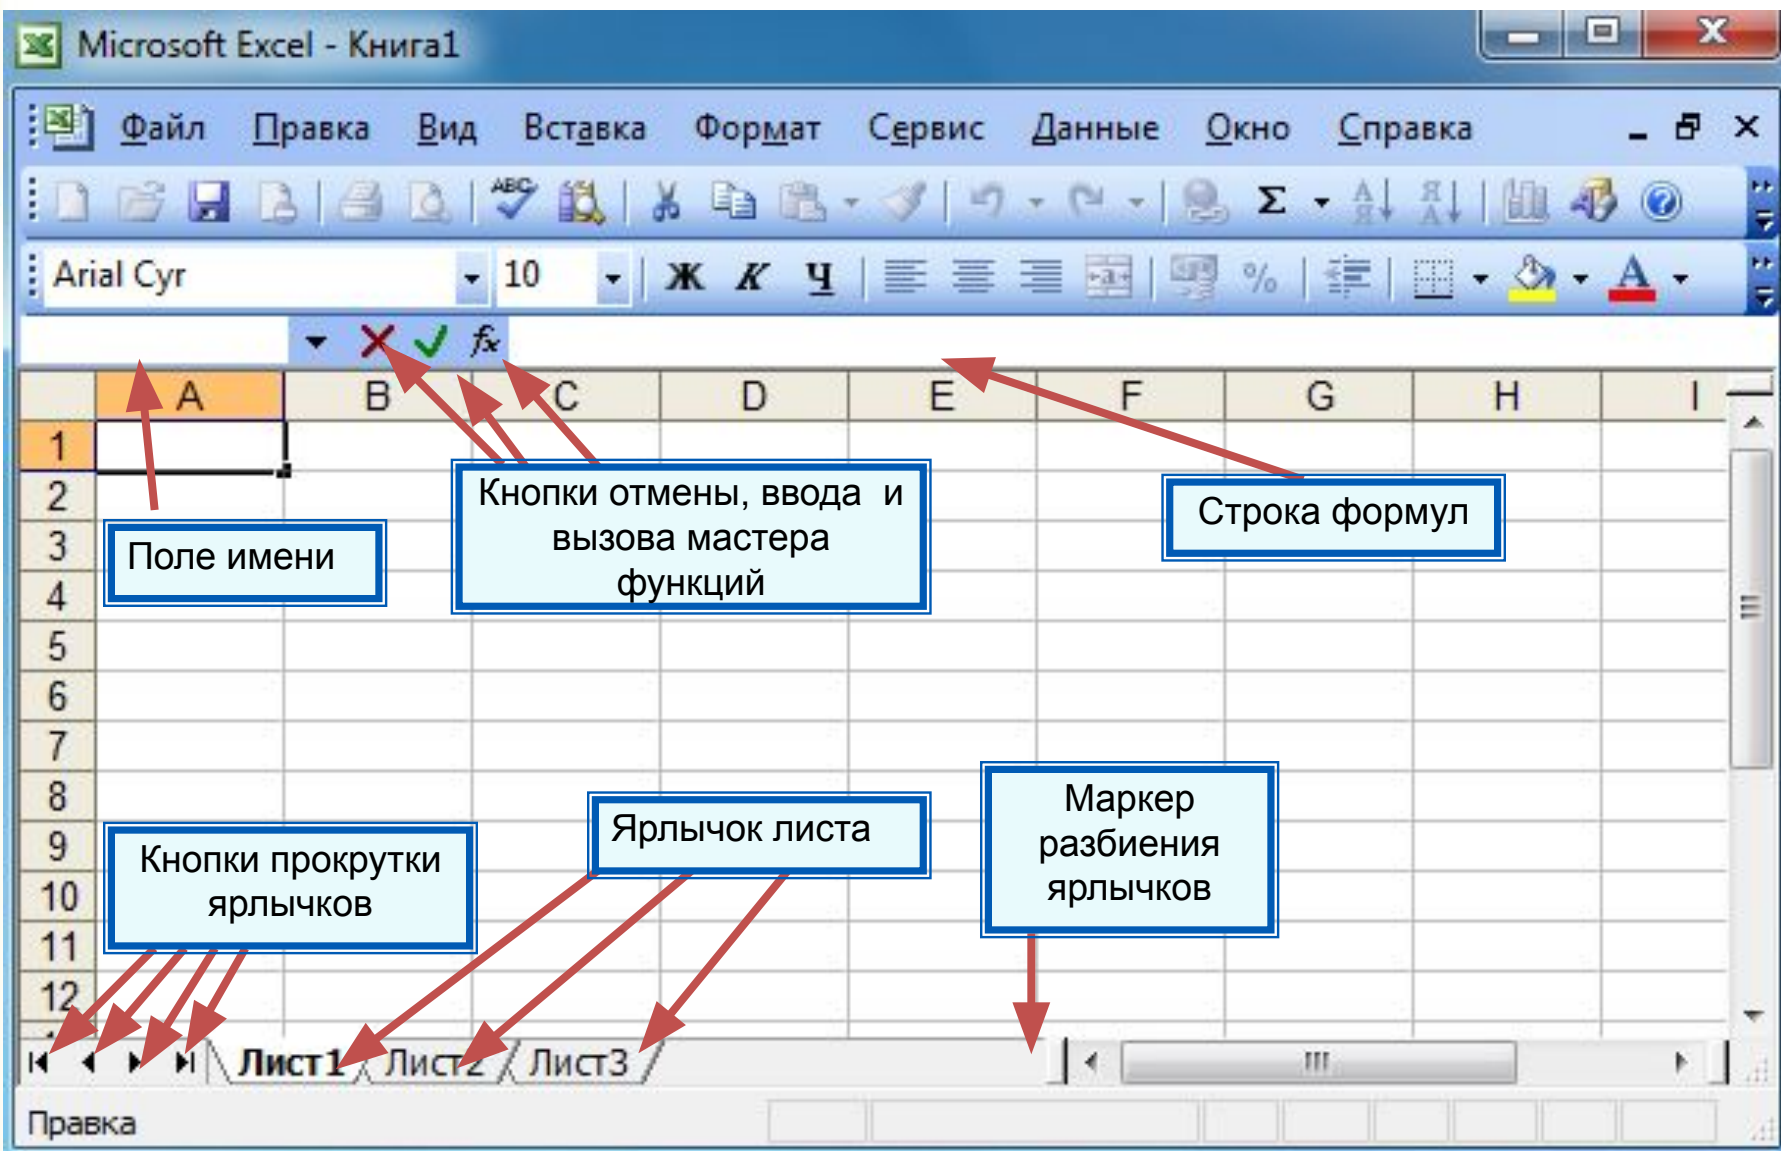 Microsoft Excel - Книга1
Файл Правка Вид Вставка Формат Сервис Данные Окно Справка
Arial Cyr 10 Ж К Ч %
fx
A B C D E F G H I
1
2
3
4
5
6
7
8
9
10
11
12
Поле имени
Кнопки отмены, ввода и
вызова мастера
функций
Строка формул
Кнопки прокрутки
ярлычков
Ярлычок листа
Маркер
разбиения
ярлычков
Лист1 Лист2 Лист3
Правка